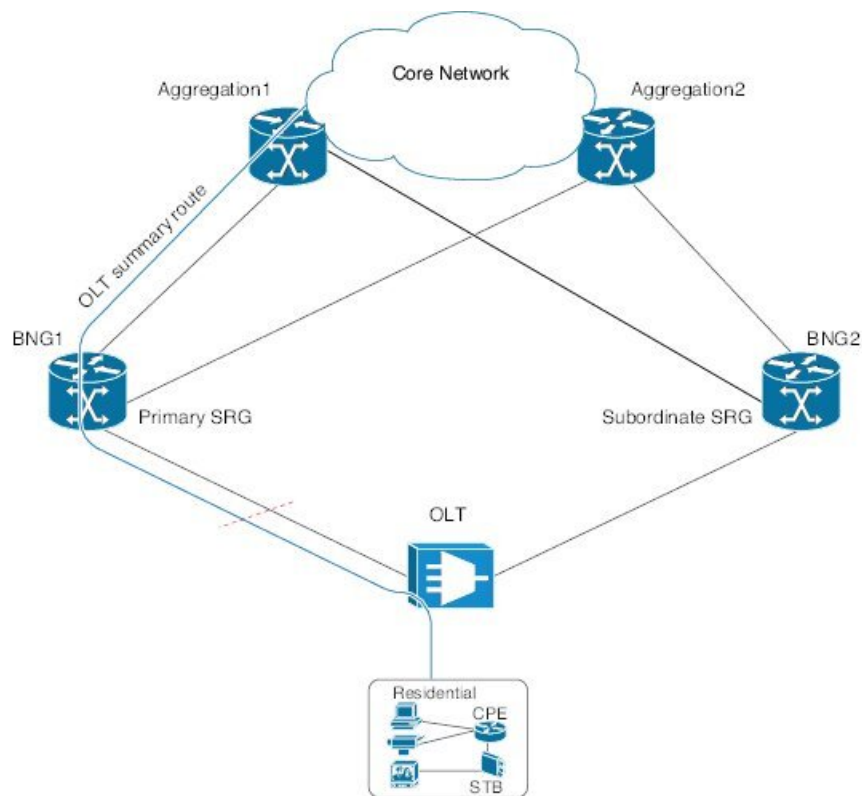 Core Network
Aggregation1
Aggregation2
OLT summary route
BNG1
BNG2
Primary SRG
Subordinate SRG
OLT
Residential
CPE
STB